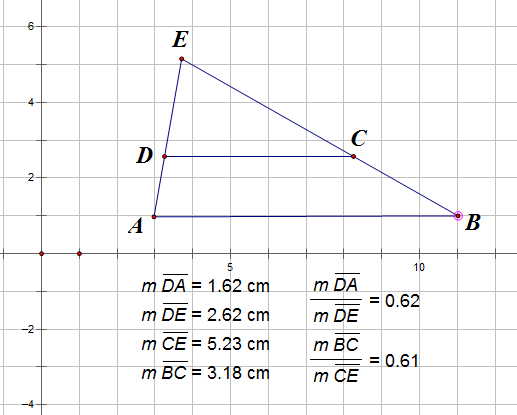 6
E
4
D
C
2
A
B
5
10
m DA = 1.62 cm
m DE = 2.62 cm
m CE = 5.23 cm
m BC = 3.18 cm
m DA
m DE
= 0.62
m BC
m CE
= 0.61
−2
−4